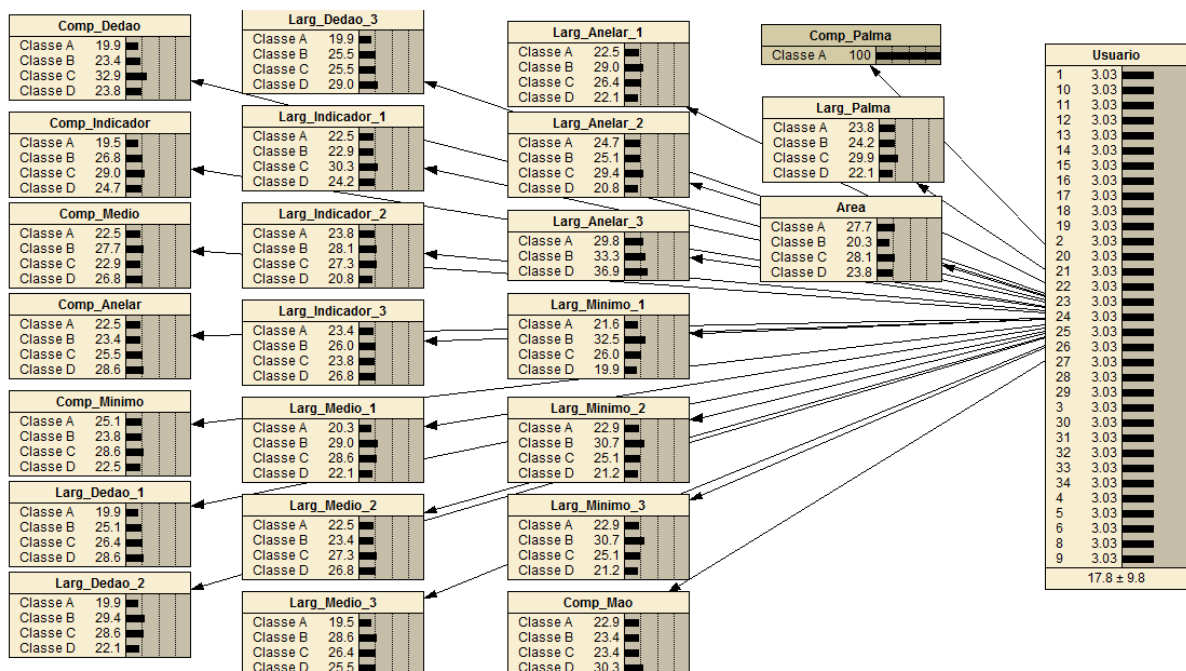 Comp_Dedao
Classe A 19.9
Classe B 23.4
Classe C 32.9
Classe D 23.8
Comp_Indicador
Classe A 19.5
Classe B 26.8
Classe C 29.0
Classe D 24.7
Comp_Medio
Classe A 22.5
Classe B 27.7
Classe C 22.9
Classe D 26.8
Comp_Anelar
Classe A 22.5
Classe B 23.4
Classe C 25.5
Classe D 28.6
Comp_Minimo
Classe A 25.1
Classe B 23.8
Classe C 28.6
Classe D 22.5
Larg_Dedao_1
Classe A 19.9
Classe B 25.1
Classe C 26.4
Classe D 28.6
Larg_Dedao_2
Classe A 19.9
Classe B 29.4
Classe C 28.6
Classe D 22.1
Larg_Dedao_3
Classe A 19.9
Classe B 25.5
Classe C 25.5
Classe D 29.0
Larg_Indicador_1
Classe A 22.5
Classe B 22.9
Classe C 30.3
Classe D 24.2
Larg_Indicador_2
Classe A 23.8
Classe B 28.1
Classe C 27.3
Classe D 20.8
Larg_Indicador_3
Classe A 23.4
Classe B 26.0
Classe C 23.8
Classe D 26.8
Larg_Medio_1
Classe A 20.3
Classe B 29.0
Classe C 28.6
Classe D 22.1
Larg_Medio_2
Classe A 22.5
Classe B 23.4
Classe C 27.3
Classe D 26.8
Larg_Medio_3
Classe A 19.5
Classe B 28.6
Classe C 26.4
Classe D 25.5
Larg_Anelar_1
Classe A 22.5
Classe B 29.0
Classe C 26.4
Classe D 22.1
Larg_Anelar_2
Classe A 24.7
Classe B 25.1
Classe C 29.4
Classe D 20.8
Larg_Anelar_3
Classe A 29.8
Classe B 33.3
Classe D 36.9
Larg_Minimo_1
Classe A 21.6
Classe B 32.5
Classe C 26.0
Classe D 19.9
Larg_Minimo_2
Classe A 22.9
Classe B 30.7
Classe C 25.1
Classe D 21.2
Larg_Minimo_3
Classe A 22.9
Classe B 30.7
Classe C 25.1
Classe D 21.2
Comp_Mao
Classe A 22.9
Classe B 23.4
Classe C 23.4
Classe D 30.3
Comp_Palma
Classe A 100
Larg_Palma
Classe A 23.8
Classe B 24.2
Classe C 29.9
Classe D 22.1
Area
Classe A 27.7
Classe B 20.3
Classe C 28.1
Classe D 23.8
Usuario
1 3.03
10 3.03
11 3.03
12 3.03
13 3.03
14 3.03
15 3.03
16 3.03
17 3.03
18 3.03
19 3.03
2 3.03
20 3.03
21 3.03
22 3.03
23 3.03
24 3.03
25 3.03
26 3.03
27 3.03
28 3.03
29 3.03
3 3.03
30 3.03
31 3.03
32 3.03
33 3.03
34 3.03
4 3.03
5 3.03
6 3.03
8 3.03
9 3.03
17.8 ± 9.8